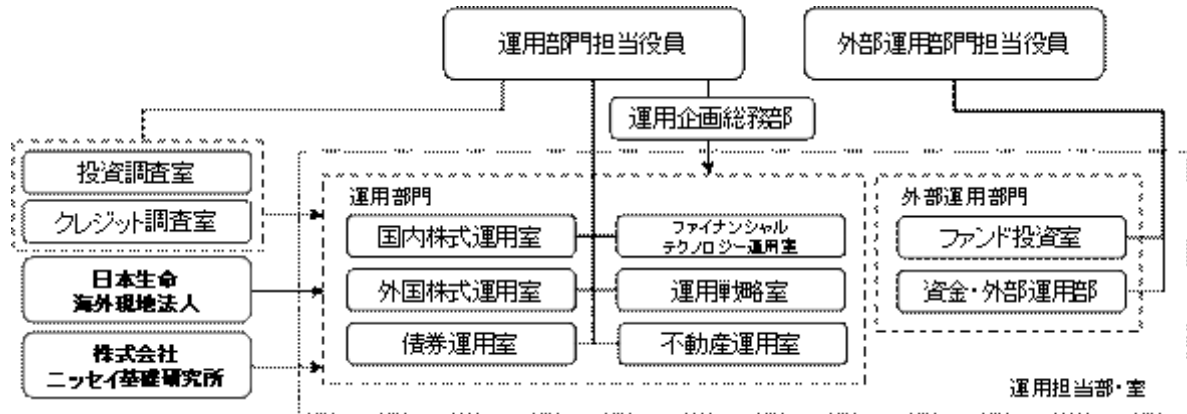 運用部門担当役員
外部運用部門担当役員
運用企画総務部
投資調査室
クレジット調査室
日本生命
海外現地法人
株式会社
ニッセイ基礎研究所
運用部門
国内株式運用室
ファイナンシャル
テクノロジー運用室
外国株式運用室
運用戦略室
債券運用室
不動産運用室
外部運用部門
ファンド投資室
資金・外部運用部
運用担当部・室